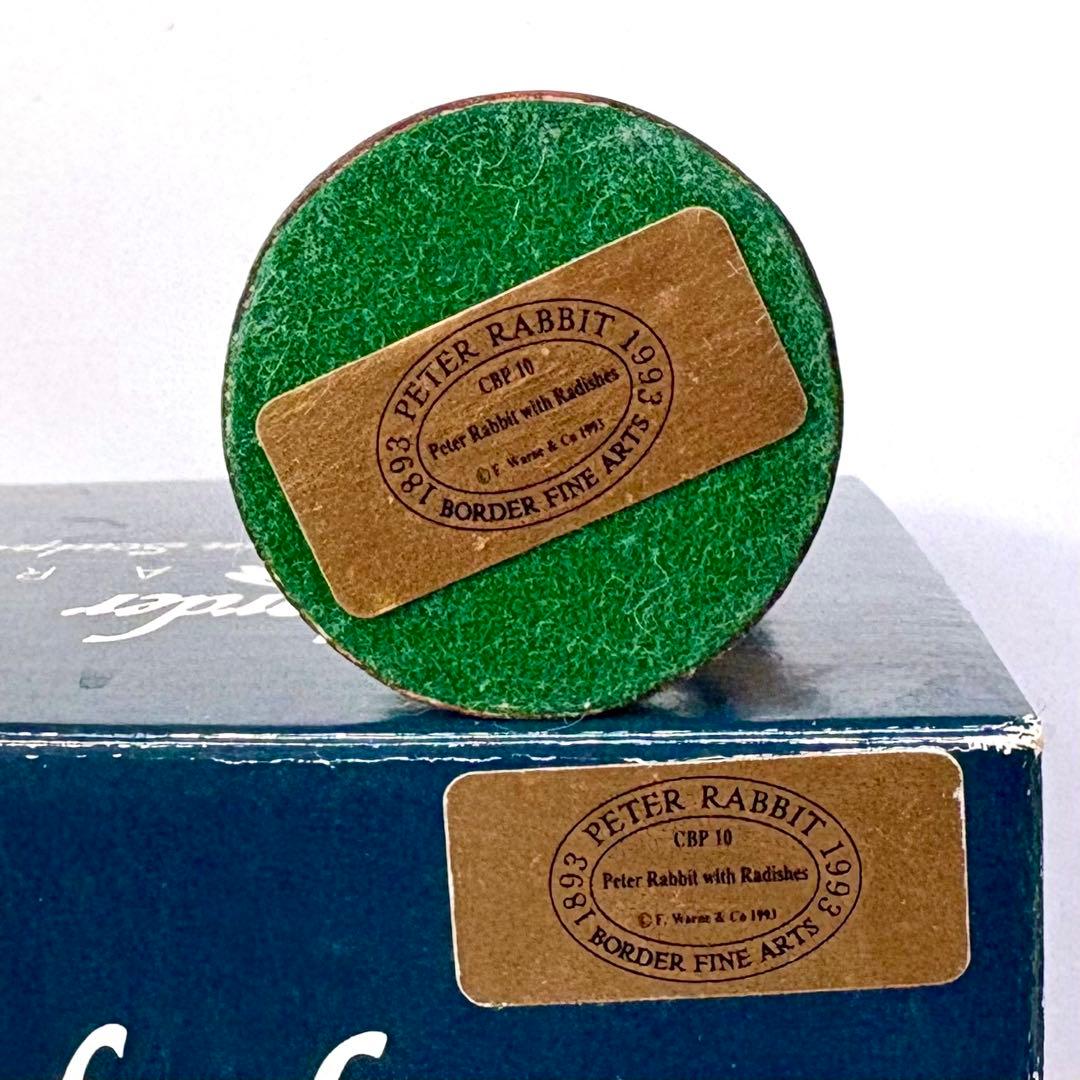 1893 PETER RABBIT 1993
CBP 10
Peter Rabbit with Radishes
© F. Warne & Co 1993
BORDER FINE ARTS
1893 PETER RABBIT 1993
CBP 10
Peter Rabbit with Radishes
© F. Warne & Co 1993
BORDER FINE ARTS